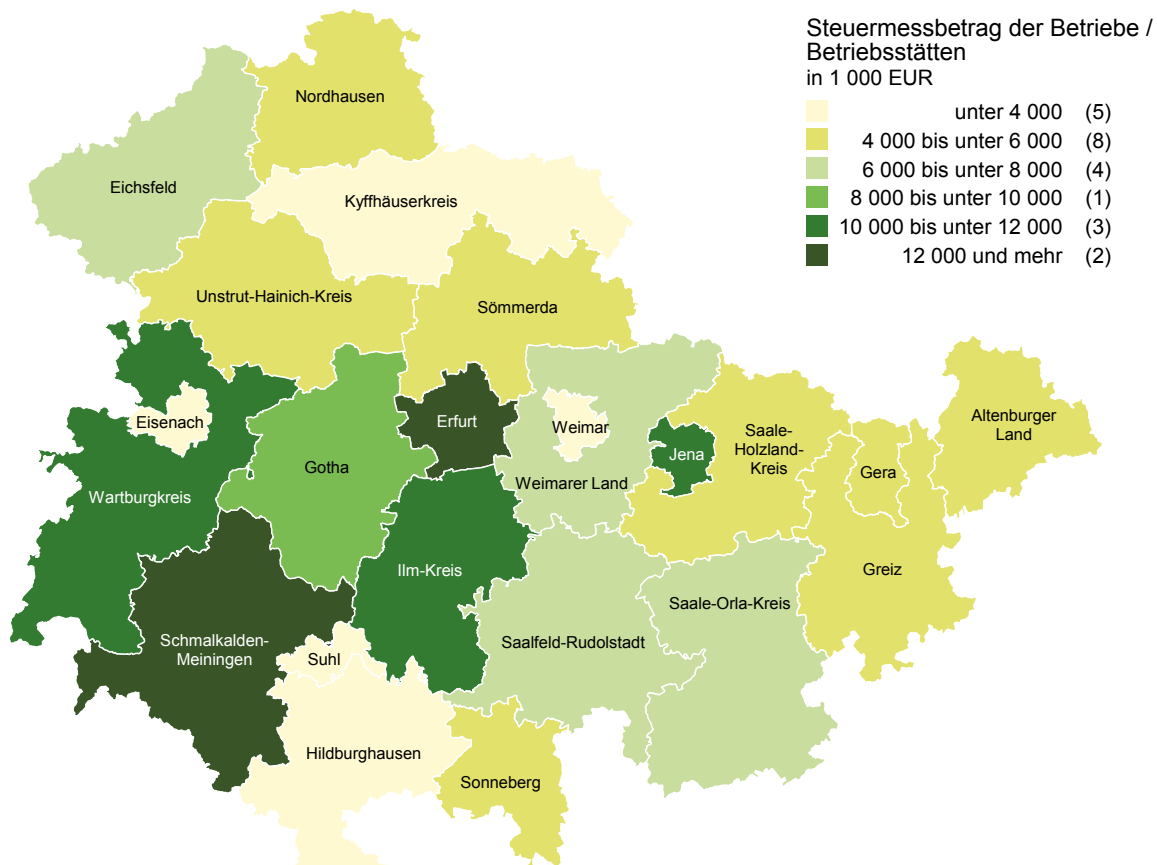 Steuermessbetrag der Betriebe /
Betriebsstätten
in 1 000 EUR
unter 4 000 (5)
4 000 bis unter 6 000 (8)
6 000 bis unter 8 000 (4)
8 000 bis unter 10 000 (1)
10 000 bis unter 12 000 (3)
12 000 und mehr (2)
Nordhausen
Eichsfeld
Kyffhäuserkreis
Unstrut-Hainich-Kreis
Sömmerda
Eisenach
Erfurt
Weimar
Altenburger
Land
Saale-
Holzland-
Kreis
Jena
Gotha
Gera
Weimarer Land
Wartburgkreis
Ilm-Kreis
Greiz
Saale-Orla-Kreis
Schmalkalden-
Meiningen
Saalfeld-Rudolstadt
Suhl
Hildburghausen
Sonneberg